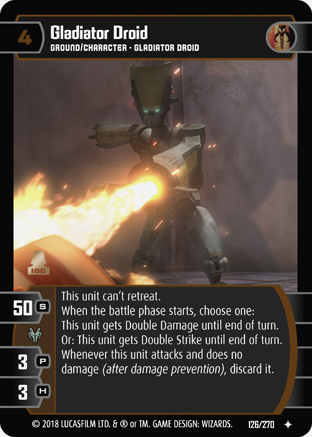 4
Gladiator Droid
GROUND/CHARACTER - GLADIATOR DROID
IDC
50 S
3 P
3 H
This unit can't retreat.
When the battle phase starts, choose one:
This unit gets Double Damage until end of turn.
Or: This unit gets Double Strike until end of turn.
Whenever this unit attacks and does no
damage (after damage prevention), discard it.
© 2018 LUCASFILM LTD. & ® or TM. GAME DESIGN: WIZARDS.
126/270